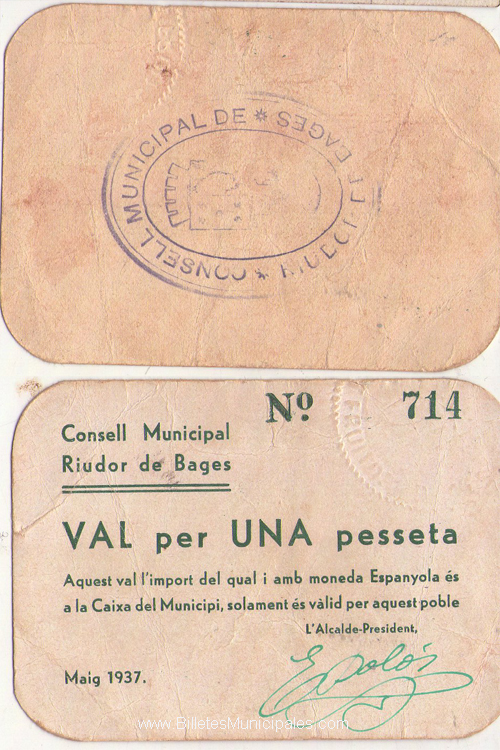 CONSELL MUNICIPAL DE * BAGES
Nº 714
Consell Municipal
Riudor de Bages
VAL per UNA pesseta
Aquest val l'import del qual i amb moneda Espanyola és
a la Caixa del Municipi, solament és vàlid per aquest poble
L'Alcalde-President,
Maig 1937.
www.BilletesMunicipales.com